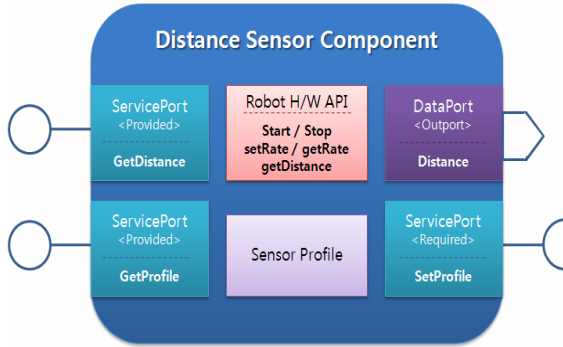 Distance Sensor Component
ServicePort
<Provided>
GetDistance
Robot H/W API
Start / Stop
setRate / getRate
getDistance
DataPort
<Outport>
Distance
ServicePort
<Provided>
GetProfile
Sensor Profile
ServicePort
<Required>
SetProfile